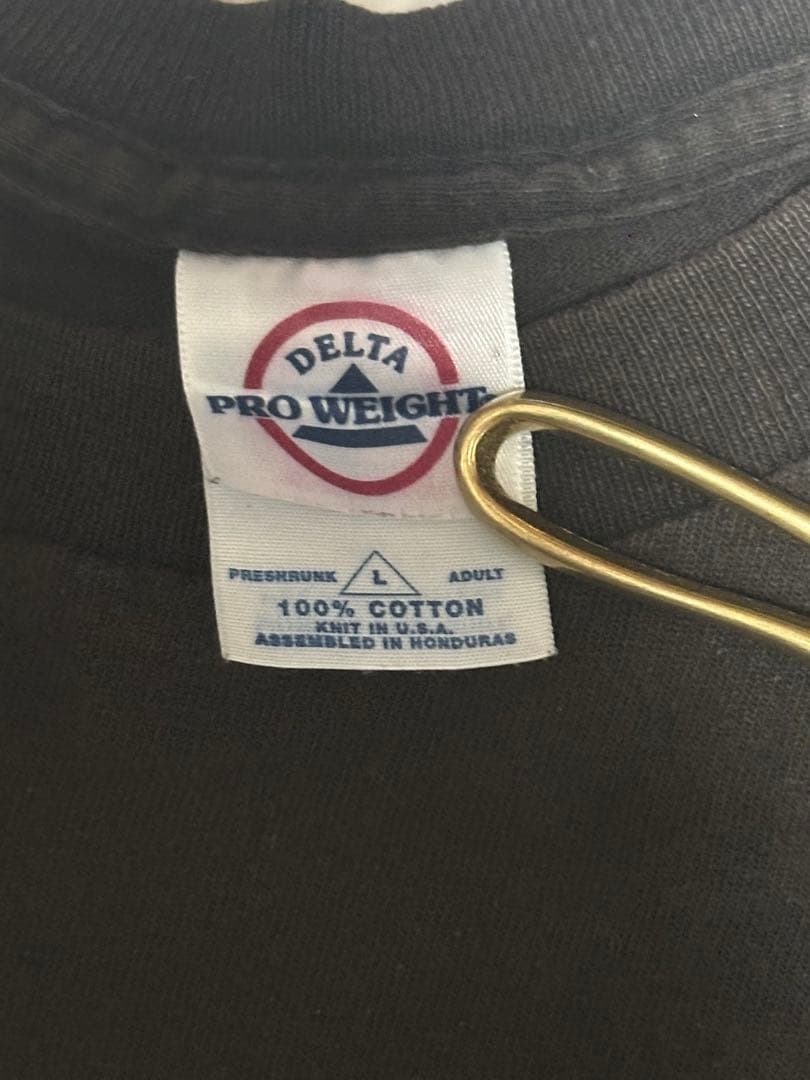 DELTA
PRO WEIGHT
PRESHRUNK L ADULT
100% COTTON
KNIT IN U.S.A.
ASSEMBLED IN HONDURAS